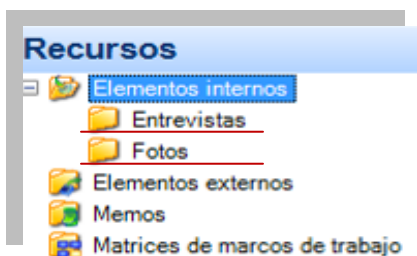 Recursos
Elementos internos
Entrevistas
Fotos
Elementos externos
Memos
Matrices de marcos de trabajo